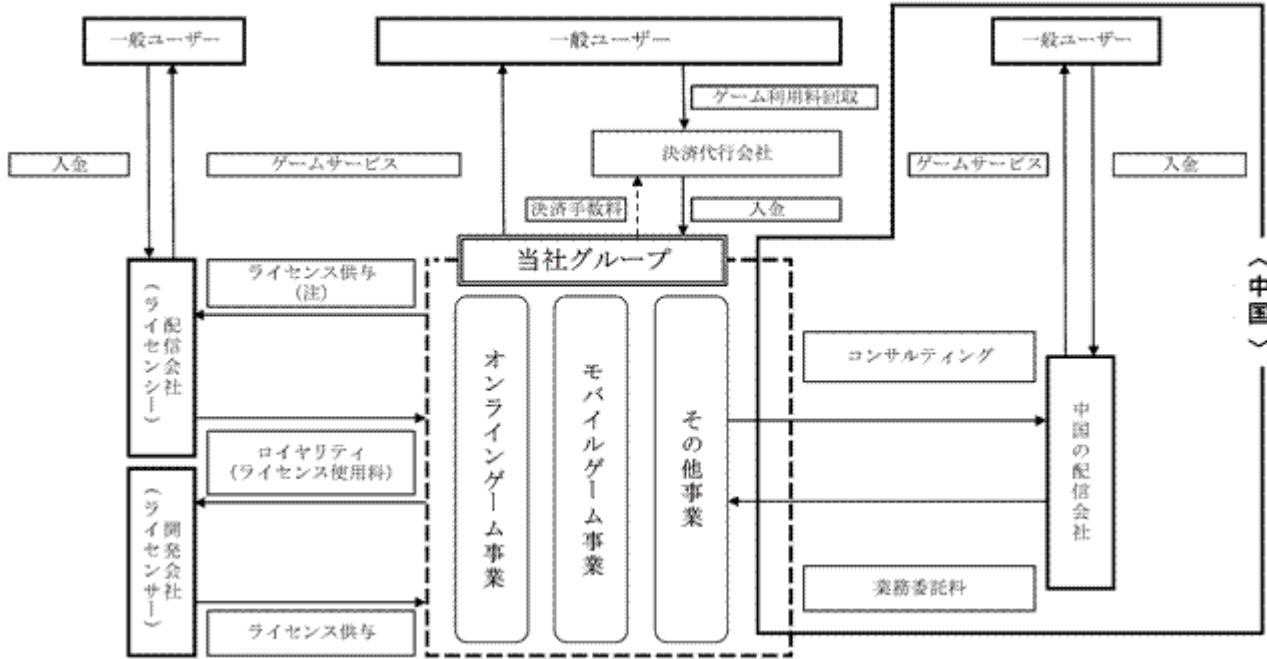 一般ユーザー
一般ユーザー
一般ユーザー
ゲーム利用料回収
決済代行会社
入金
ゲームサービス
ゲームサービス
入金
決済手数料
入金
当社グループ
〈中国〉
ライセンス供与
(注)
配信会社
(ライセンシー)
オンラインゲーム事業
モバイルゲーム事業
その他事業
コンサルティング
中国の配信会社
ロイヤリティ
(ライセンス使用料)
開発会社
(ライセンサー)
業務委託料
ライセンス供与